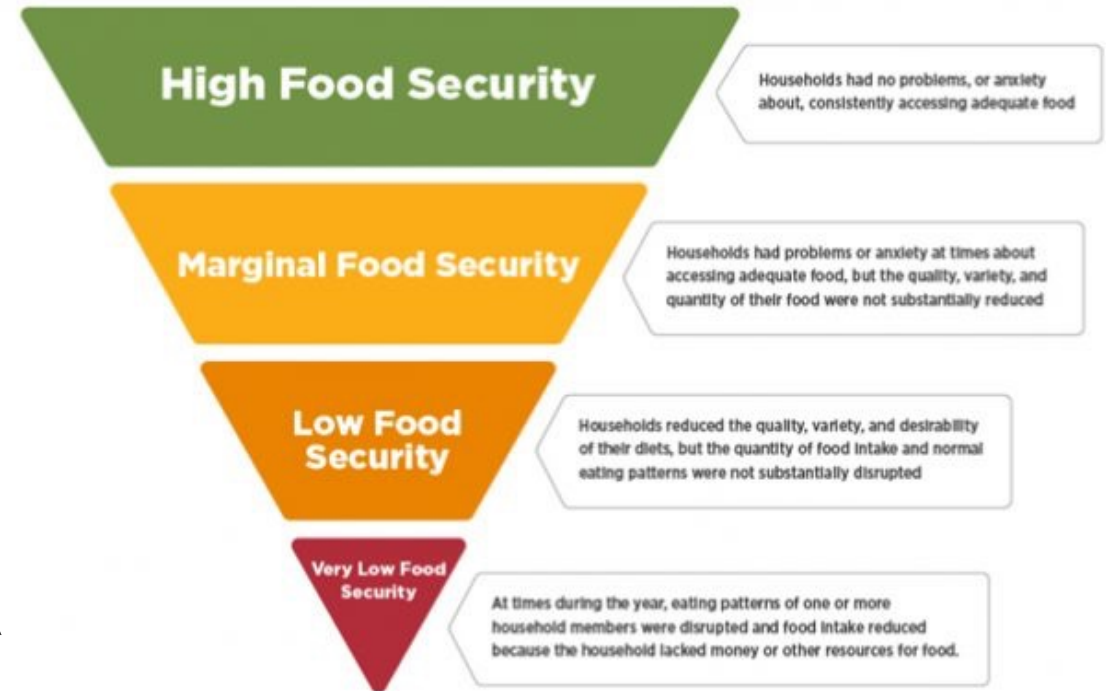 High Food Security
Households had no problems, or anxiety
about, consistently accessing adequate food
Marginal Food Security
Households had problems or anxiety at times about
accessing adequate food, but the quality, variety, and
quantity of their food were not substantially reduced
Low Food
Security
Households reduced the quality, variety, and desirability
of their diets, but the quantity of food intake and normal
eating patterns were not substantially disrupted
Very Low Food
Security
At times during the year, eating patterns of one or more
household members were disrupted and food intake reduced
because the household lacked money or other resources for food.